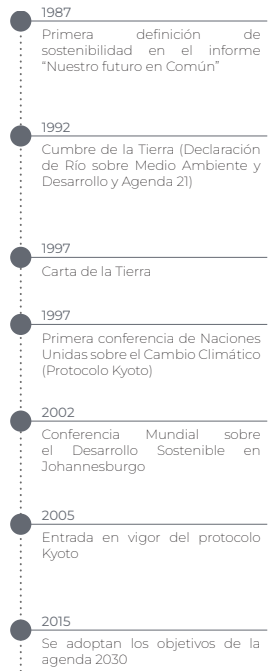 1987
Primera definición de
sostenibilidad en el informe
“Nuestro futuro en Común”
1992
Cumbre de la Tierra (Declaración
de Río sobre Medio Ambiente y
Desarrollo y Agenda 21)
1997
Carta de la Tierra
1997
Primera conferencia de Naciones
Unidas sobre el Cambio Climático
(Protocolo Kyoto)
2002
Conferencia Mundial sobre
el Desarrollo Sostenible en
Johannesburgo
2005
Entrada en vigor del protocolo
Kyoto
2015
Se adoptan los objetivos de la
agenda 2030